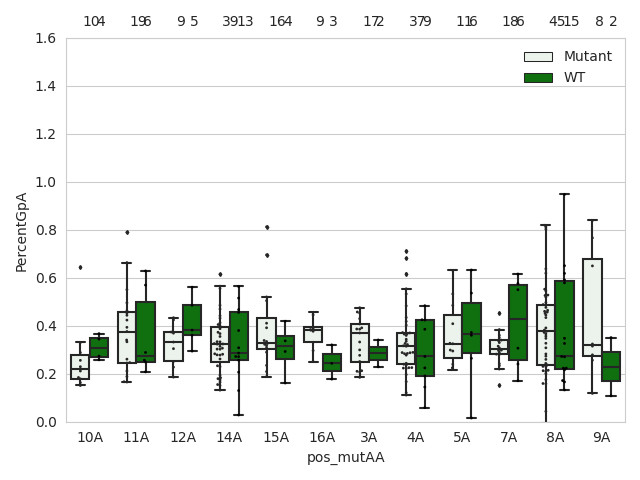 10 4 19 6 9 5 39 13 16 4 9 3 17 2 37 9 11 6 18 6 45 15 8 2
1.6
Mutant
WT
1.4
1.2
1.0
0.8
0.6
0.4
0.2
0.0
PercentGpA
10A 11A 12A 14A 15A 16A 3A 4A 5A 7A 8A 9A
pos_mutAA